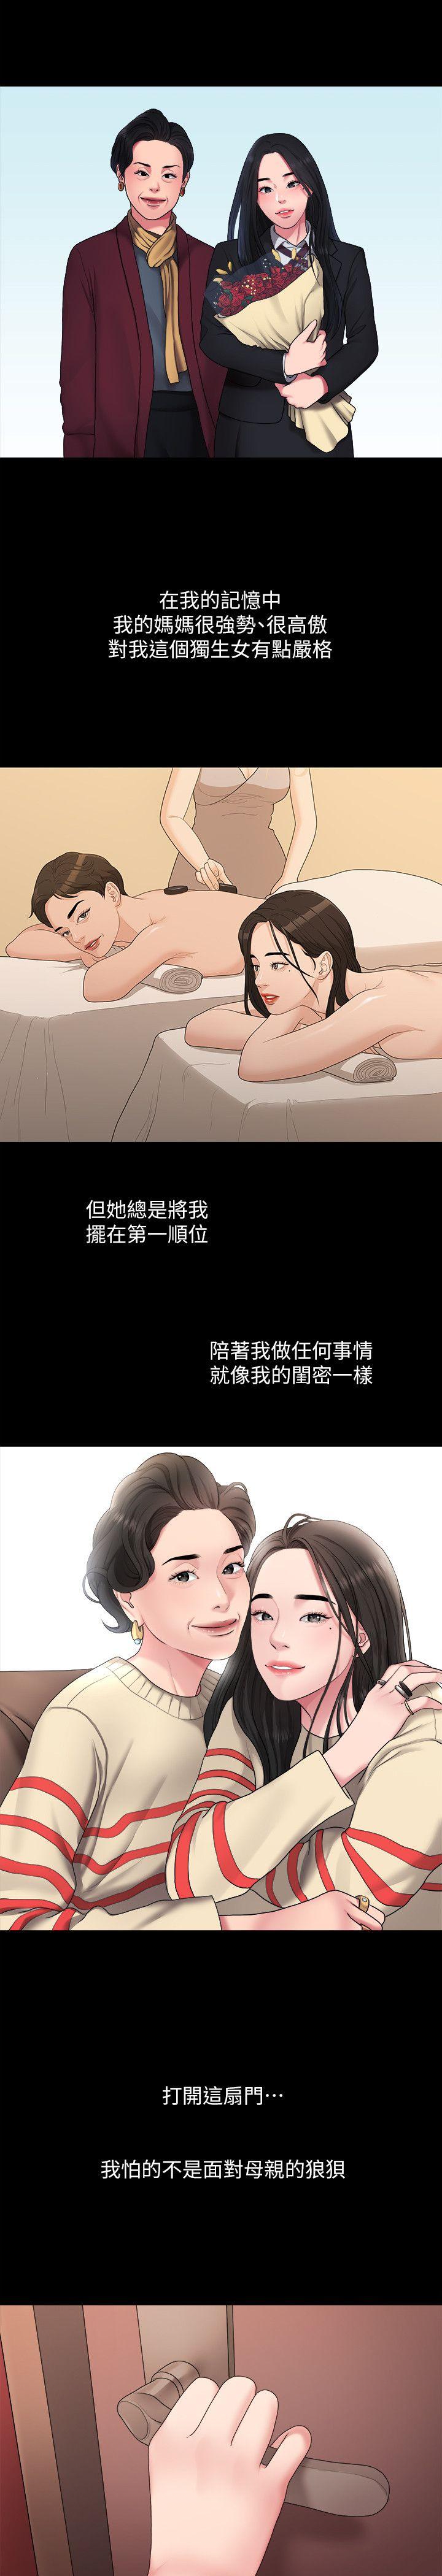 在我的記憶中
我的媽媽很強勢、很高傲
對我這個獨生女有點嚴格
但她總是將我
擺在第一順位
陪著我做任何事情
就像我的閨密一樣
打開這扇門⋯
我怕的不是面對母親的狼狽